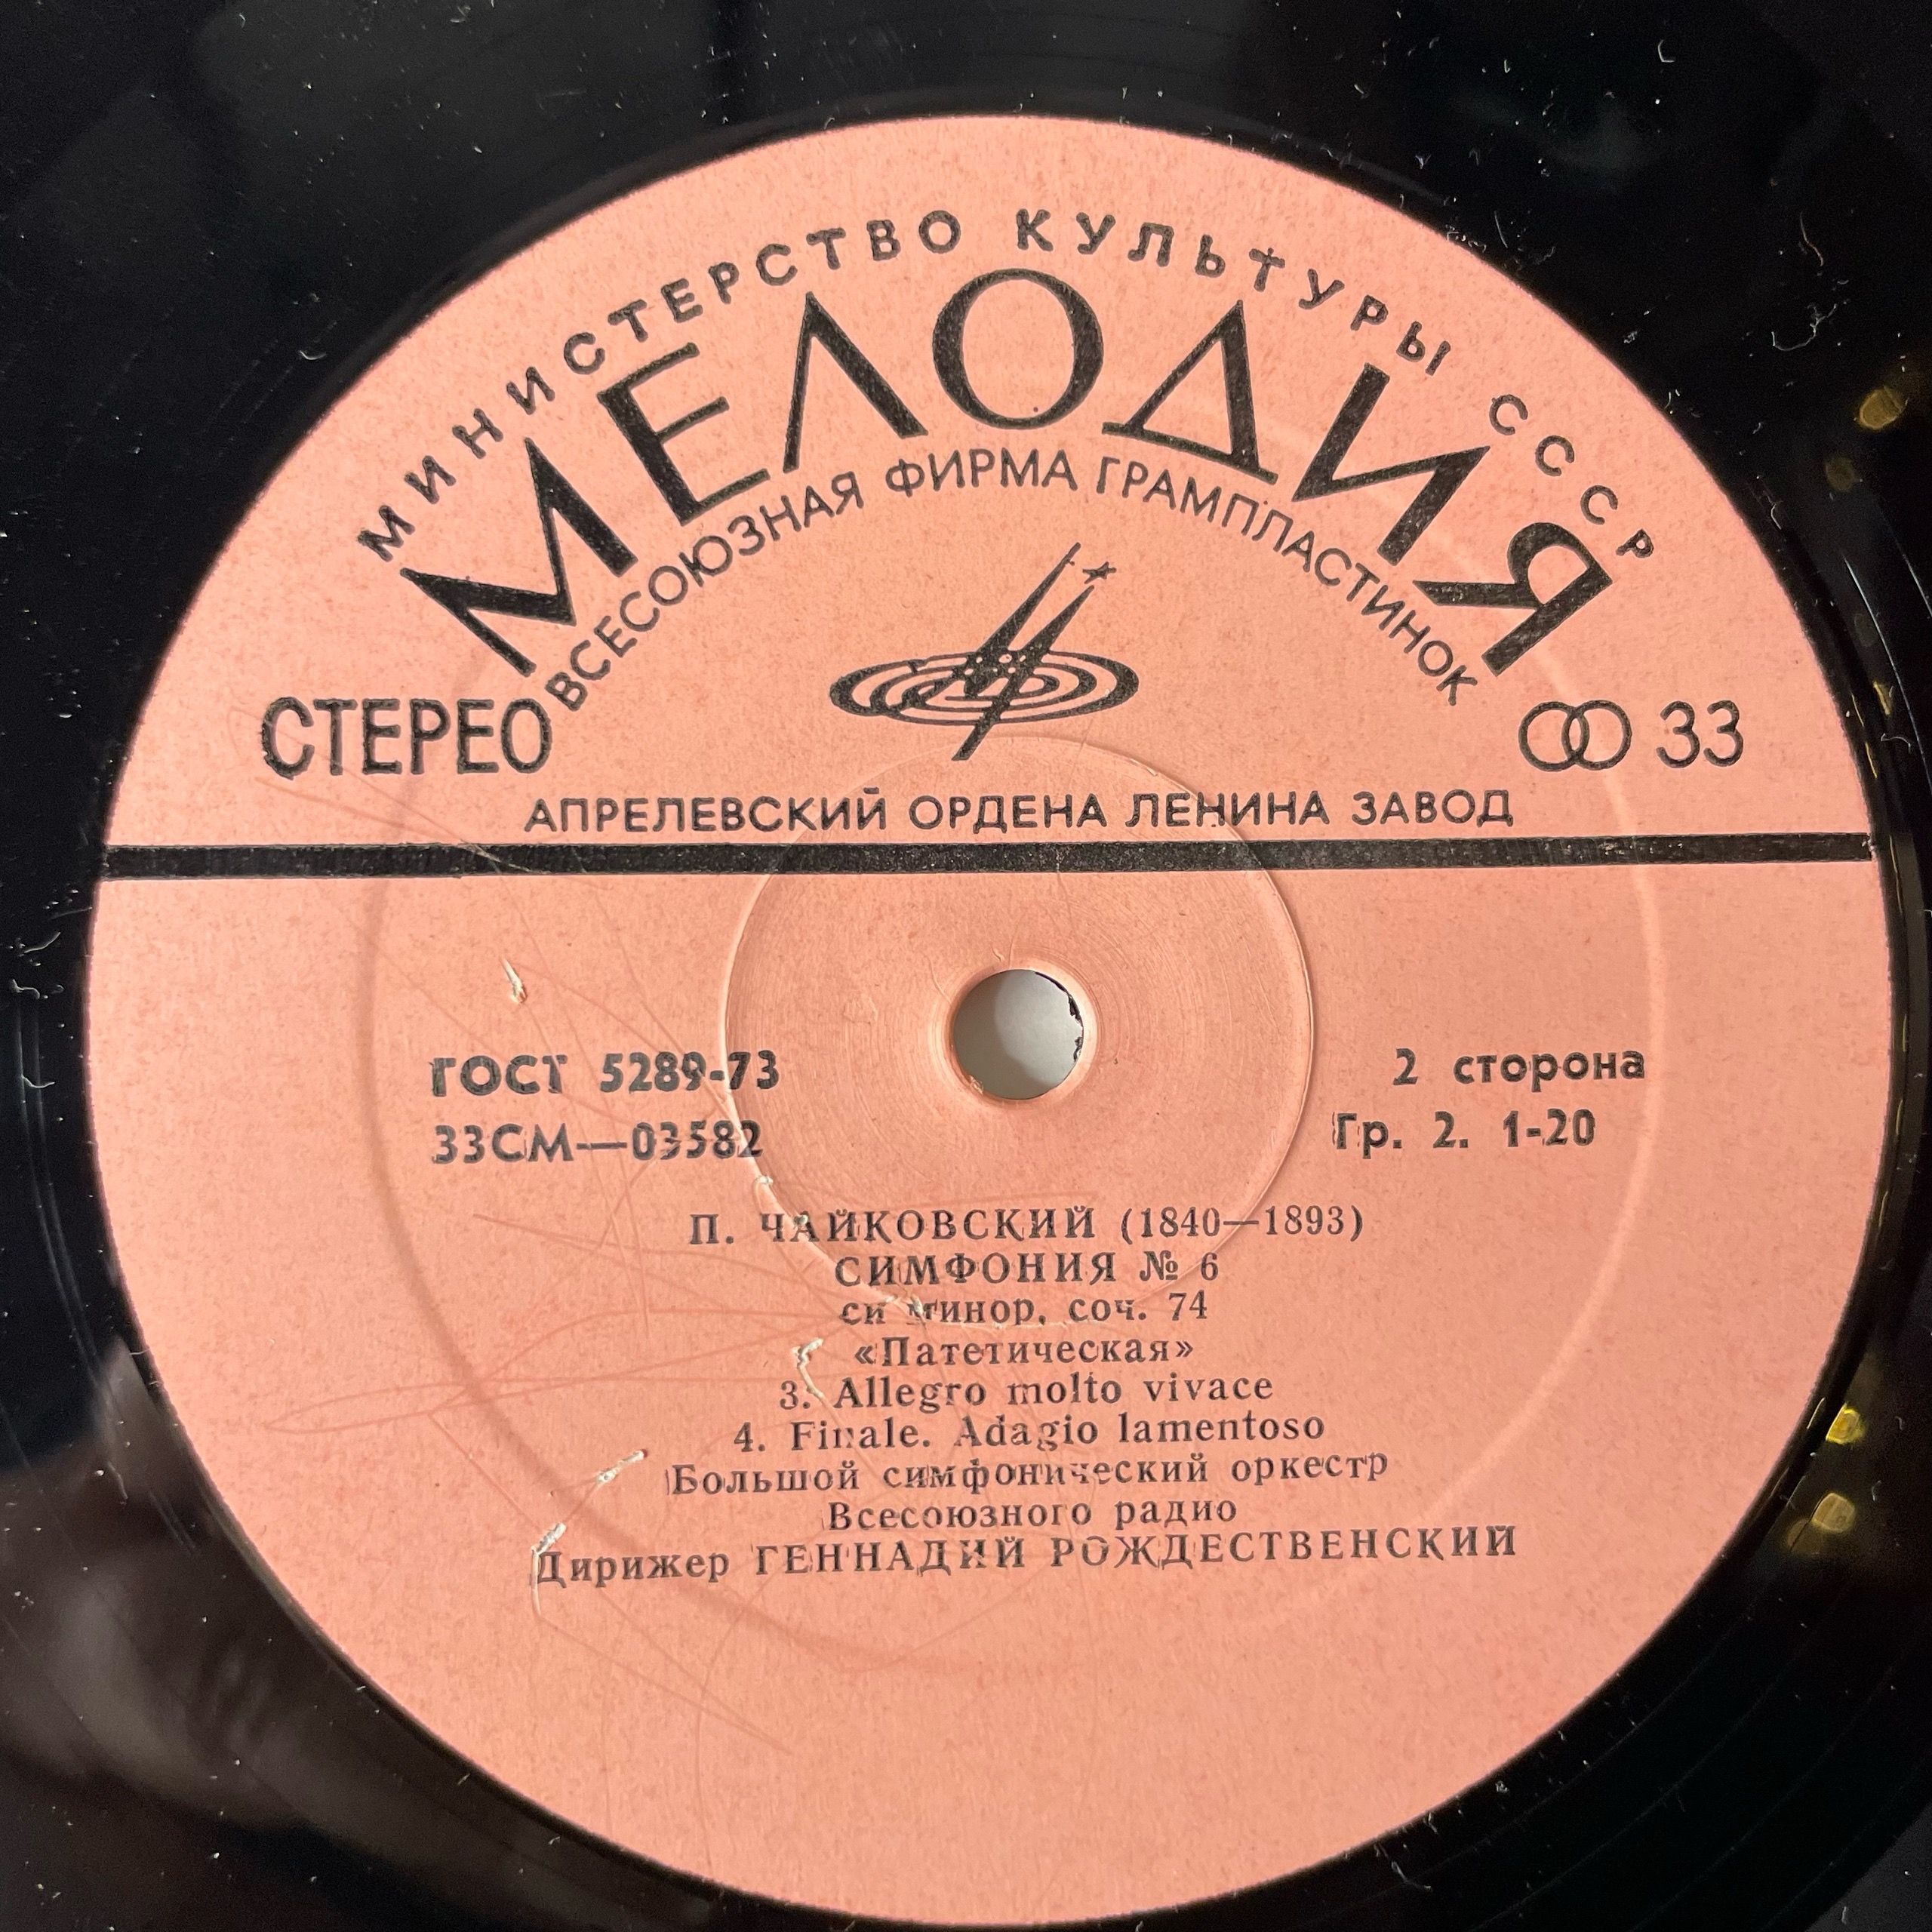 МИНИСТЕРСТВО КУЛЬТУРЫ СССР
МЕЛОДИЯ
ВСЕСОЮЗНАЯ ФИРМА ГРАМПЛАСТИНОК
СТЕРЕО
33
АПРЕЛЕВСКИЙ ОРДЕНА ЛЕНИНА ЗАВОД
ГОСТ 5289-73
2 сторона
33СМ—03582
Гр. 2. 1-20
П. ЧАЙКОВСКИЙ (1840—1893)
СИМФОНИЯ № 6
си минор, соч. 74
«Патетическая»
3. Allegro molto vivace
4. Finale. Adagio lamentoso
Большой симфонический оркестр
Всесоюзного радио
Дирижер ГЕННАДИЙ РОЖДЕСТВЕНСКИЙ